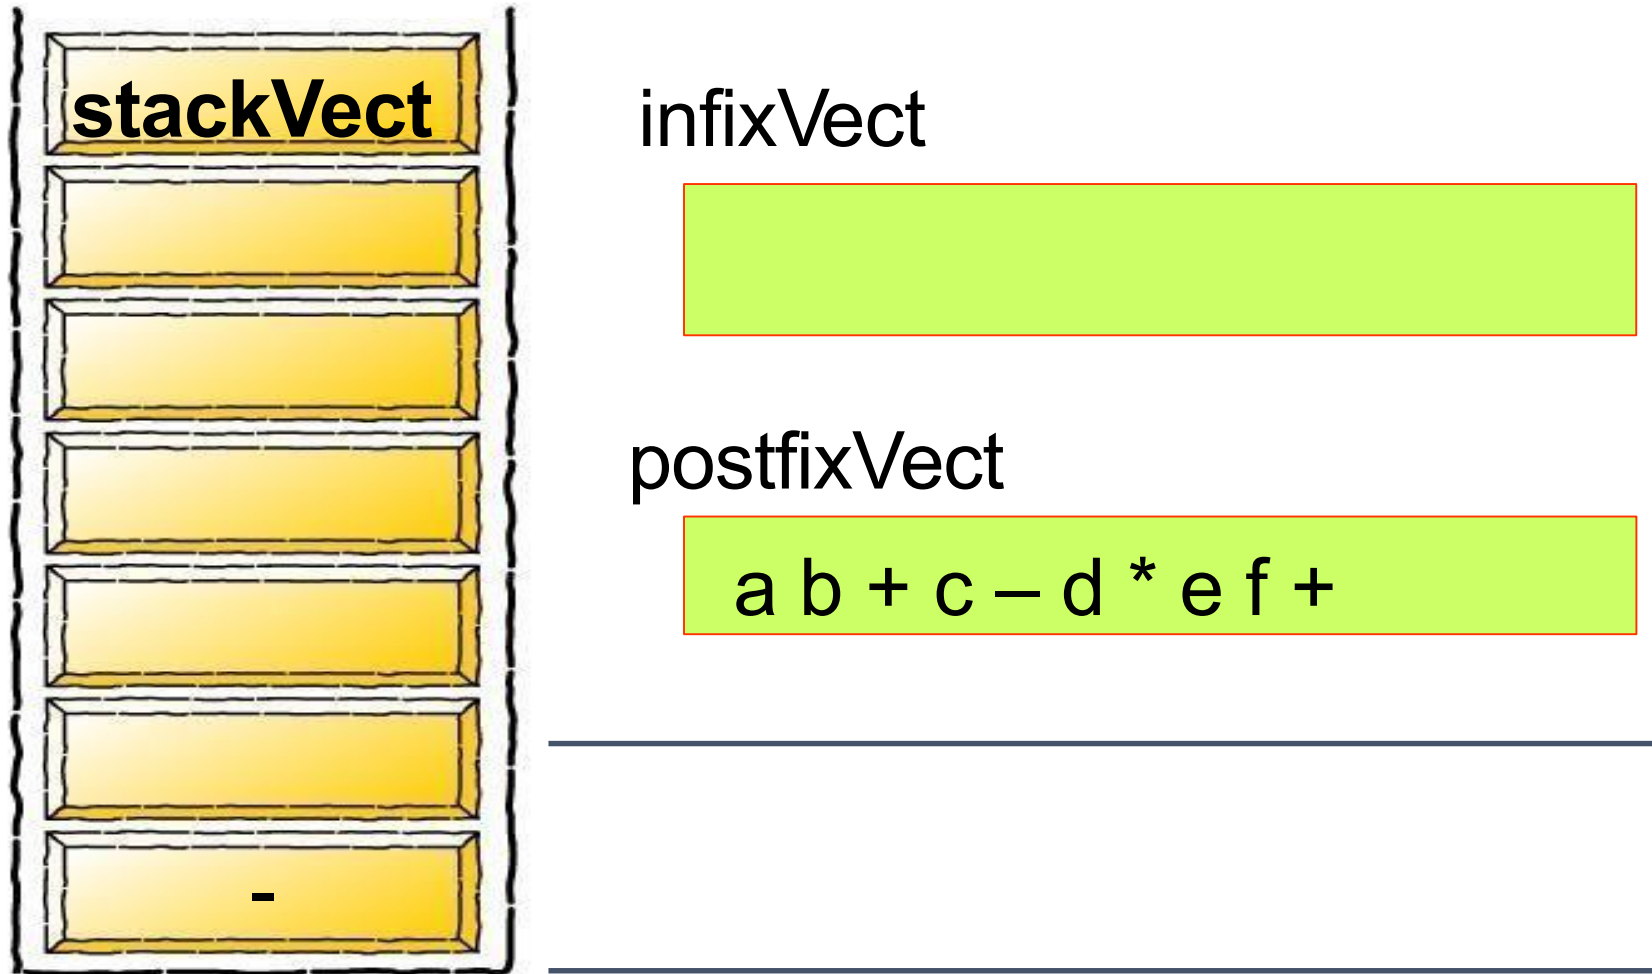 stackVect
infixVect
postfixVect
a b + c – d * e f +
-